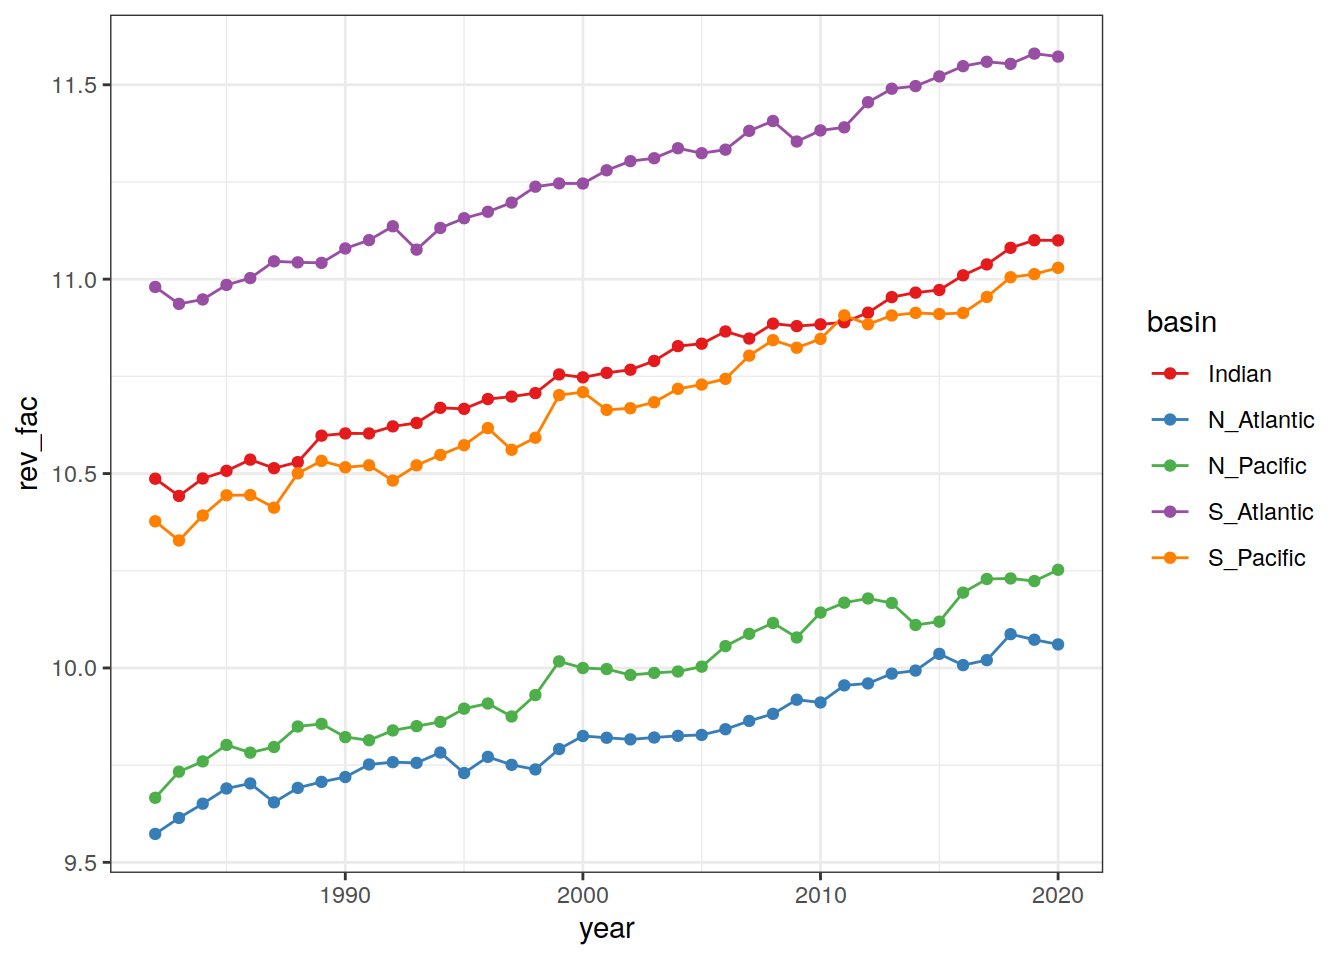 11.5
11.0
10.5
10.0
9.5
rev_fac
1990
2000
2010
2020
year
basin
Indian
N_Atlantic
N_Pacific
S_Atlantic
S_Pacific